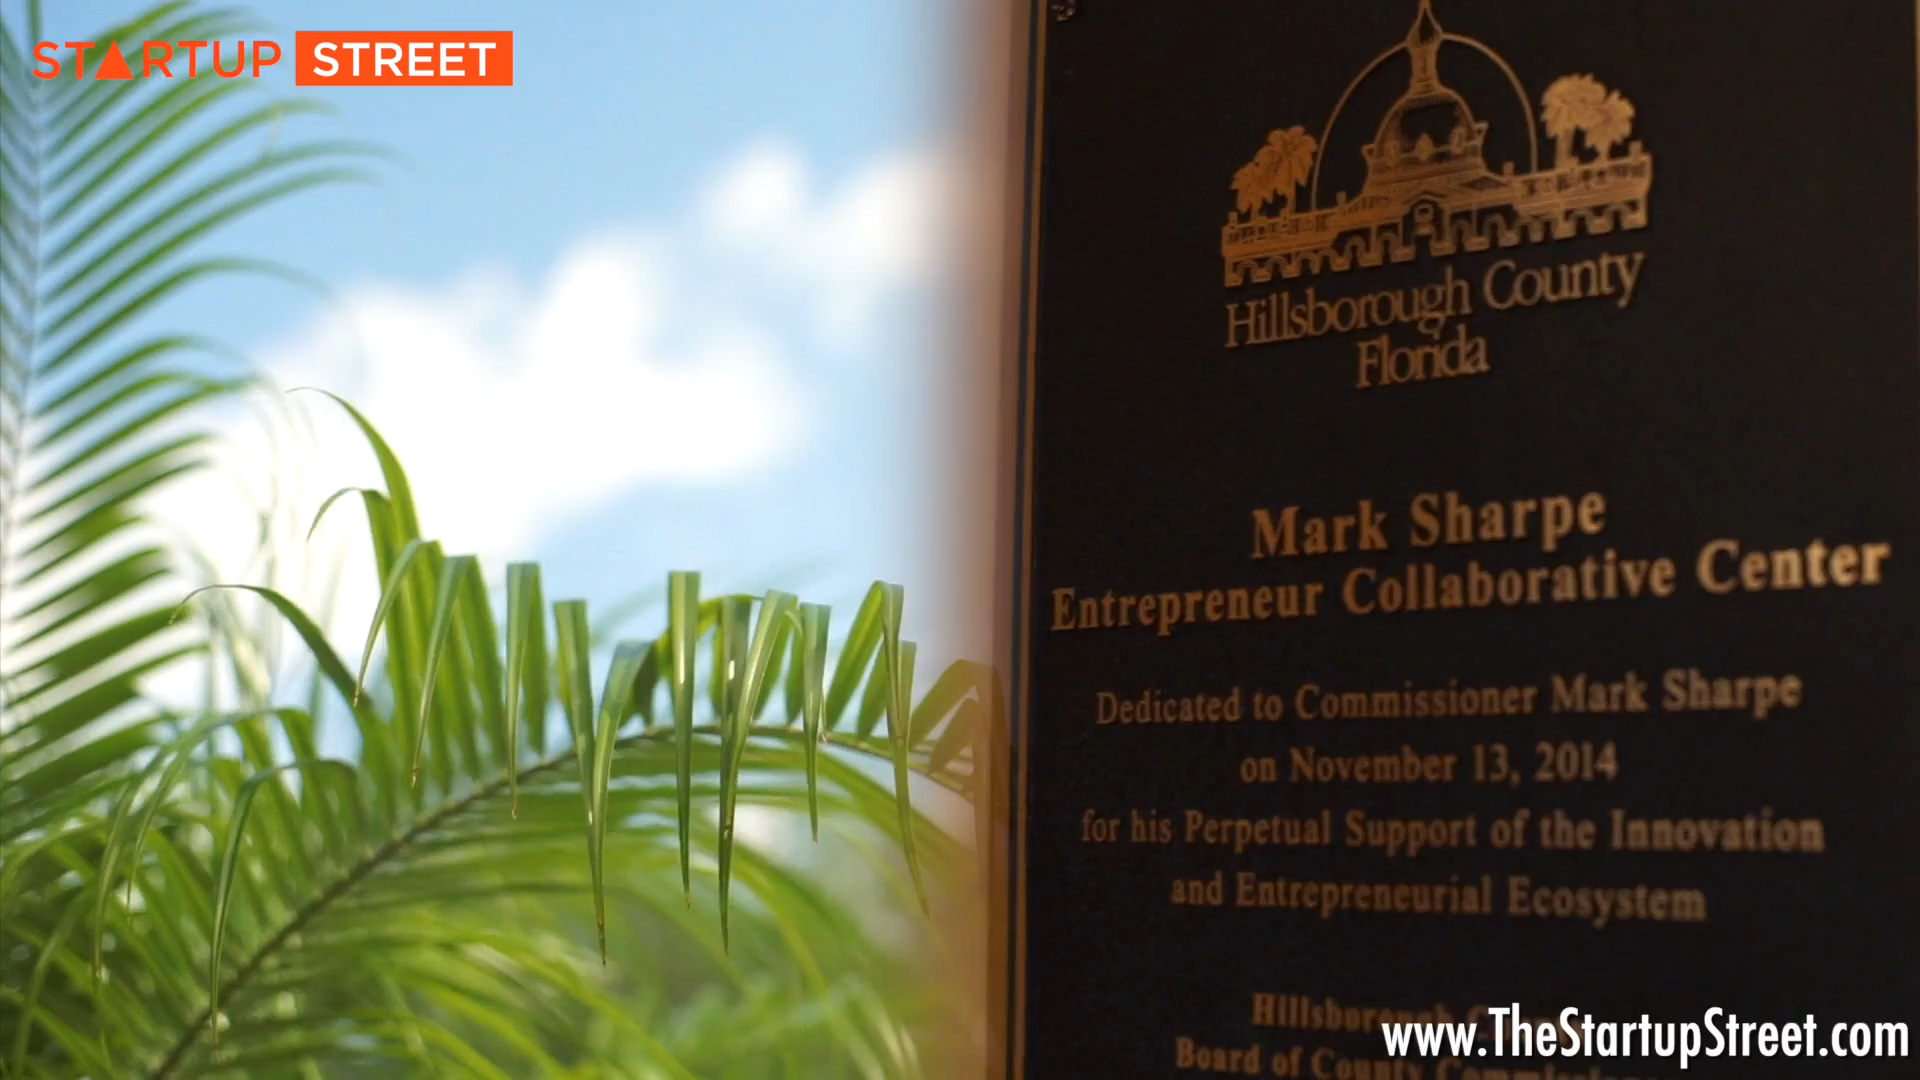 STARTUP STREET
Hillsborough County
Florida
Mark Sharpe
Entrepreneur Collaborative Center
Dedicated to Commissioner Mark Sharpe
on November 13, 2014
for his Perpetual Support of the Innovation
and Entrepreneurial Ecosystem
Hillsborough
Board of County
www.TheStartupStreet.com